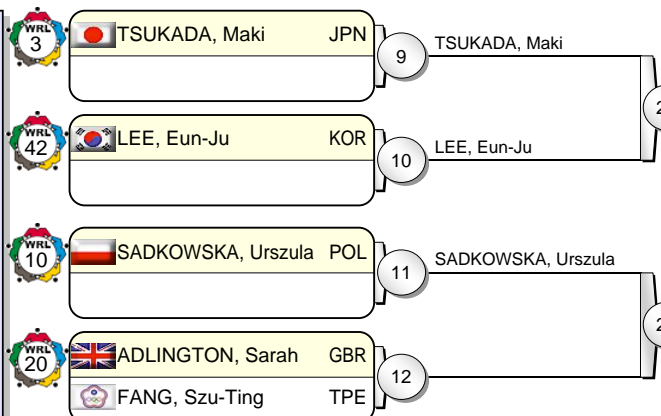 WRL
3
TSUKADA, Maki JPN
9
TSUKADA, Maki
WRL
42
LEE, Eun-Ju KOR
10
LEE, Eun-Ju
WRL
10
SADKOWSKA, Urszula POL
11
SADKOWSKA, Urszula
WRL
20
ADLINGTON, Sarah GBR
12
FANG, Szu-Ting TPE